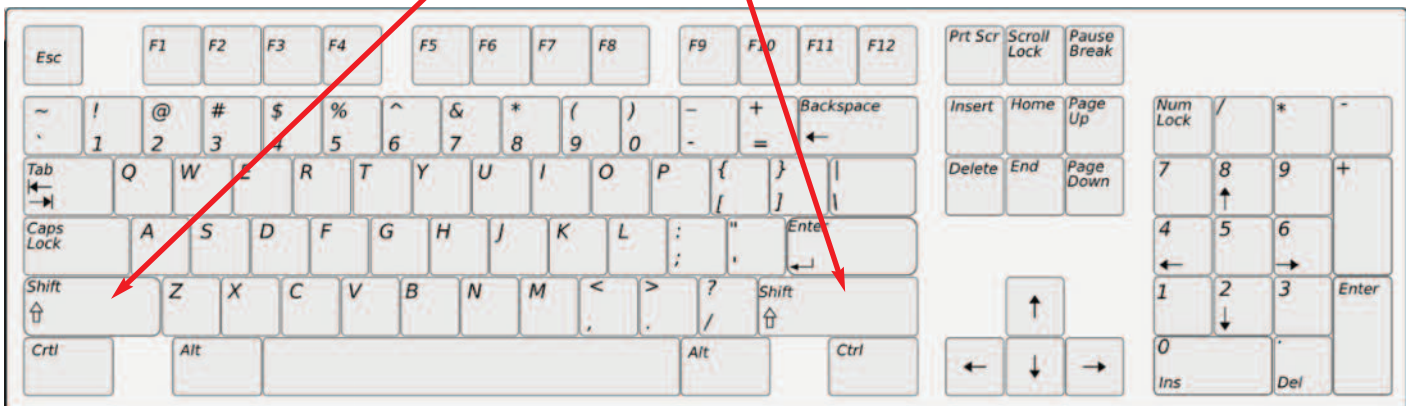 Esc F1 F2 F3 F4 F5 F6 F7 F8 F9 F10 F11 F12 Prt Scr Scroll Lock Pause Break
~ ` ! 1 @ 2 # 3 $ 4 % 5 ^ 6 & 7 * 8 ( 9 ) 0 _ - + = Backspace ← Insert Home Page Up Num Lock / * -
Tab Q W E R T Y U I O P { [ } ] | \ Delete End Page Down 7 8 ↑ 9 +
Caps Lock A S D F G H J K L : ; " ' Enter 4 ← 5 6 →
Shift Z X C V B N M < , > . ? / Shift ↑ 1 2 ↓ 3 Enter
Crtl Alt Alt Ctrl ← ↓ → 0 Ins . Del